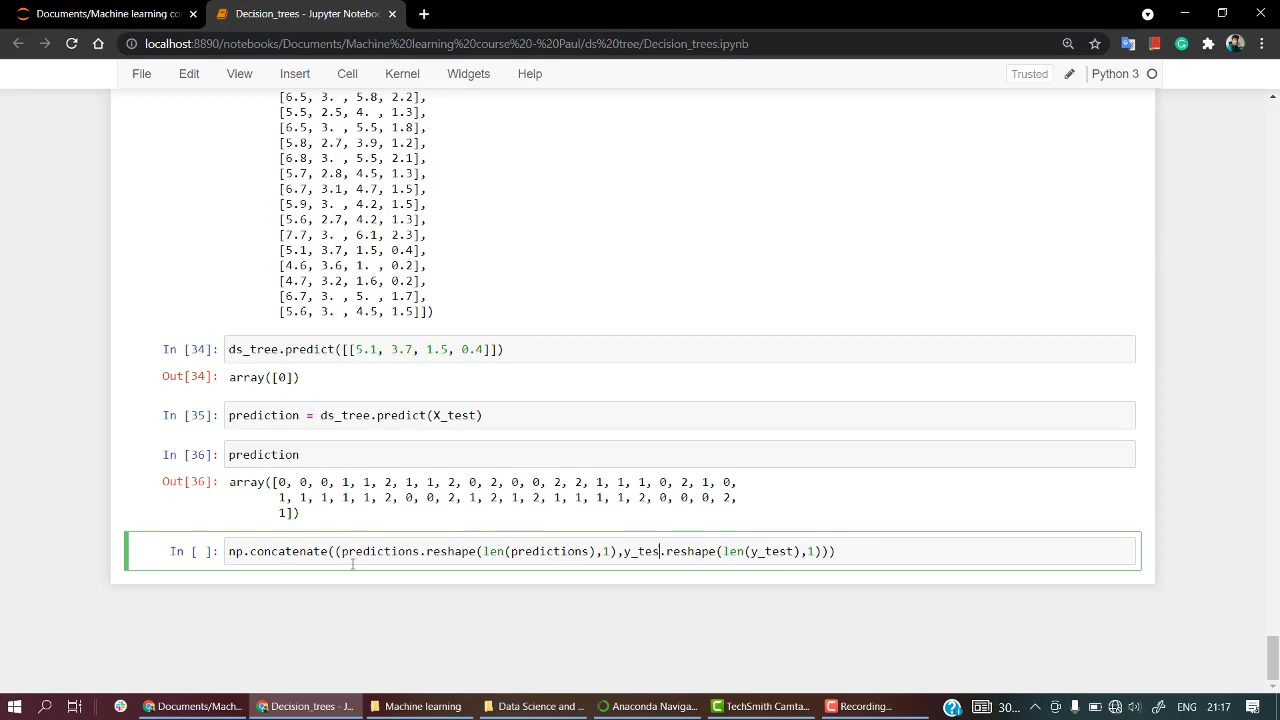 Documents/Machine learning co
Decision_trees - Jupyter Noteboo
localhost:8890/notebooks/Documents/Machine%20learning%20course%20-%20Paul/ds%20tree/Decision_trees.ipynb
File Edit View Insert Cell Kernel Widgets Help Trusted Python 3
[6.5, 3. , 5.8, 2.2],
[5.5, 2.5, 4. , 1.3],
[6.5, 3. , 5.5, 1.8],
[5.8, 2.7, 3.9, 1.2],
[6.8, 3. , 5.5, 2.1],
[5.7, 2.8, 4.5, 1.3],
[6.7, 3.1, 4.7, 1.5],
[5.9, 3. , 4.2, 1.5],
[5.6, 2.7, 4.2, 1.3],
[7.7, 3. , 6.1, 2.3],
[5.1, 3.7, 1.5, 0.4],
[4.6, 3.6, 1. , 0.2],
[4.7, 3.2, 1.6, 0.2],
[6.7, 3. , 5. , 1.7],
[5.6, 3. , 4.5, 1.5]])
In [34]: ds_tree.predict([[5.1, 3.7, 1.5, 0.4]])
Out[34]: array([0])
In [35]: prediction = ds_tree.predict(X_test)
In [36]: prediction
Out[36]: array([0, 0, 0, 1, 1, 2, 1, 1, 2, 0, 2, 0, 0, 2, 2, 1, 1, 1, 0, 2, 1, 0,
1, 1, 1, 1, 1, 2, 0, 0, 2, 1, 2, 1, 2, 1, 1, 1, 1, 2, 0, 0, 0, 2,
1])
In [ ]: np.concatenate((predictions.reshape(len(predictions),1),y_tes.reshape(len(y_test),1)))
Documents/Mac... Decision_trees - J... Machine learning Data Science and ... Anaconda Naviga... TechSmith Camta... Recording... 30... ENG 21:17